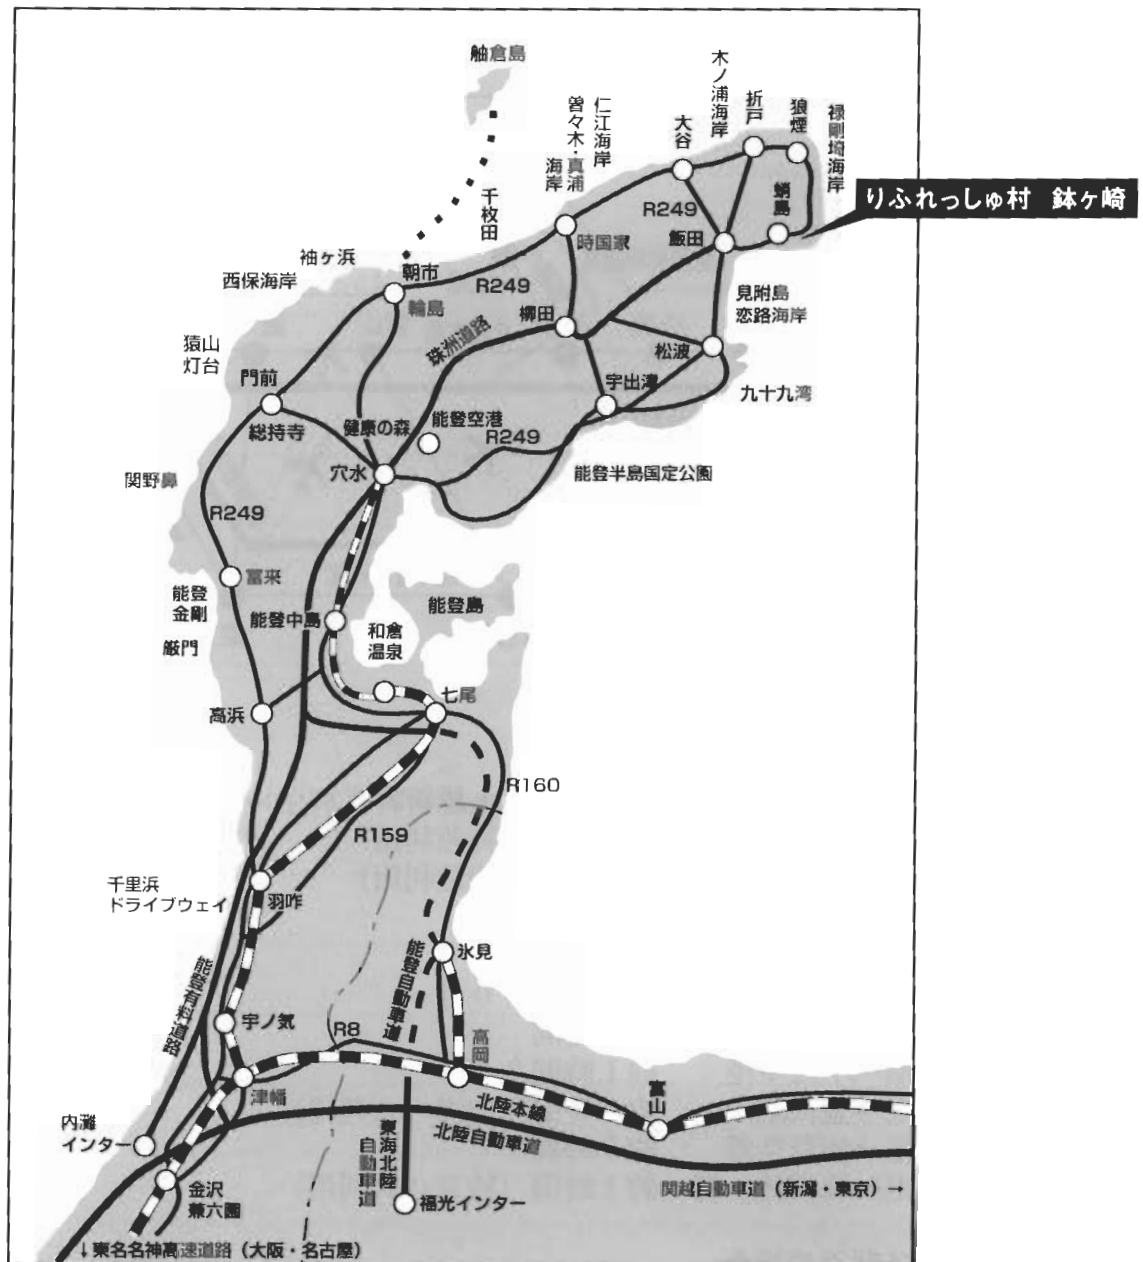 舳倉島
木ノ浦海岸
折戸
狼煙
禄剛埼海岸
仁江海岸
曽々木・真浦
海岸
大谷
千枚田
蛸島
りふれっしゅ村 鉢ヶ崎
R249
飯田
時国家
袖ヶ浜
朝市
輪島
西保海岸
R249
見附島
恋路海岸
柳田
珠洲道路
松波
猿山
灯台
門前
宇出津
九十九湾
能登空港
健康の森
総持寺
R249
穴水
能登半島国定公園
関野鼻
R249
富来
能登
金剛
能登島
能登中島
和倉
温泉
巌門
七尾
高浜
R160
R159
千里浜
ドライブウェイ
羽咋
氷見
能登自動車道
能登有料道路
宇ノ気
R8
高岡
津幡
富山
北陸本線
内灘
インター
東海北陸
自動車道
北陸自動車道
金沢
兼六園
福光インター
関越自動車道（新潟・東京）→
↓東名名神高速道路（大阪・名古屋）